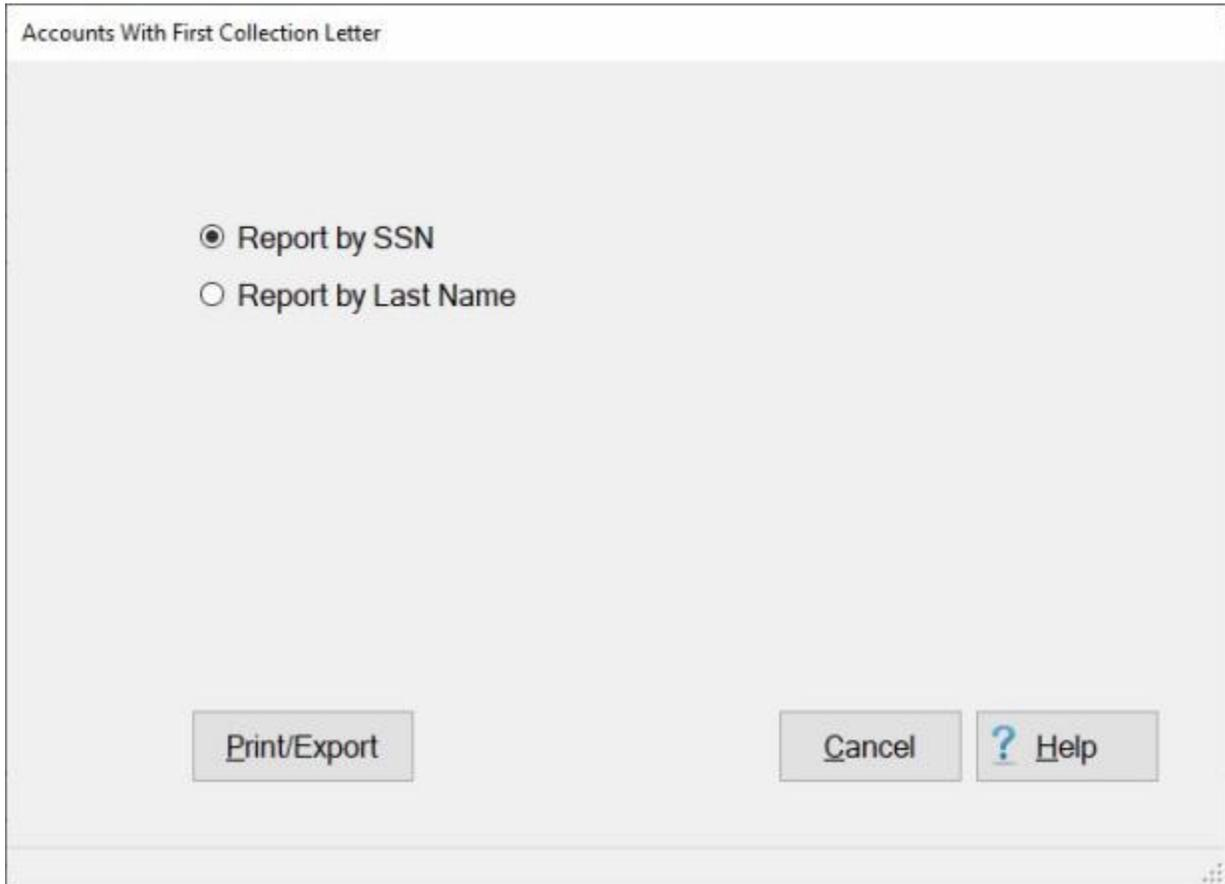 Accounts With First Collection Letter
Report by SSN
Report by Last Name
Print/Export
Cancel
? Help